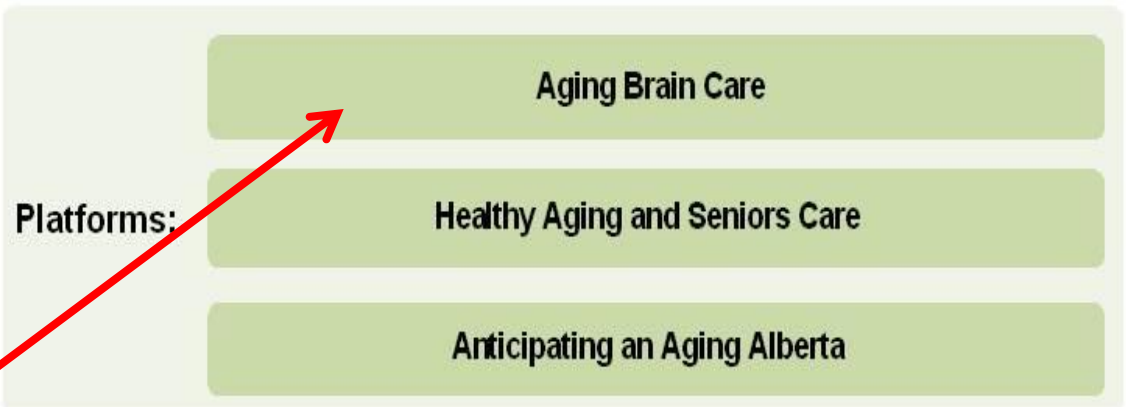 Aging Brain Care
Platforms:
Healthy Aging and Seniors Care
Anticipating an Aging Alberta